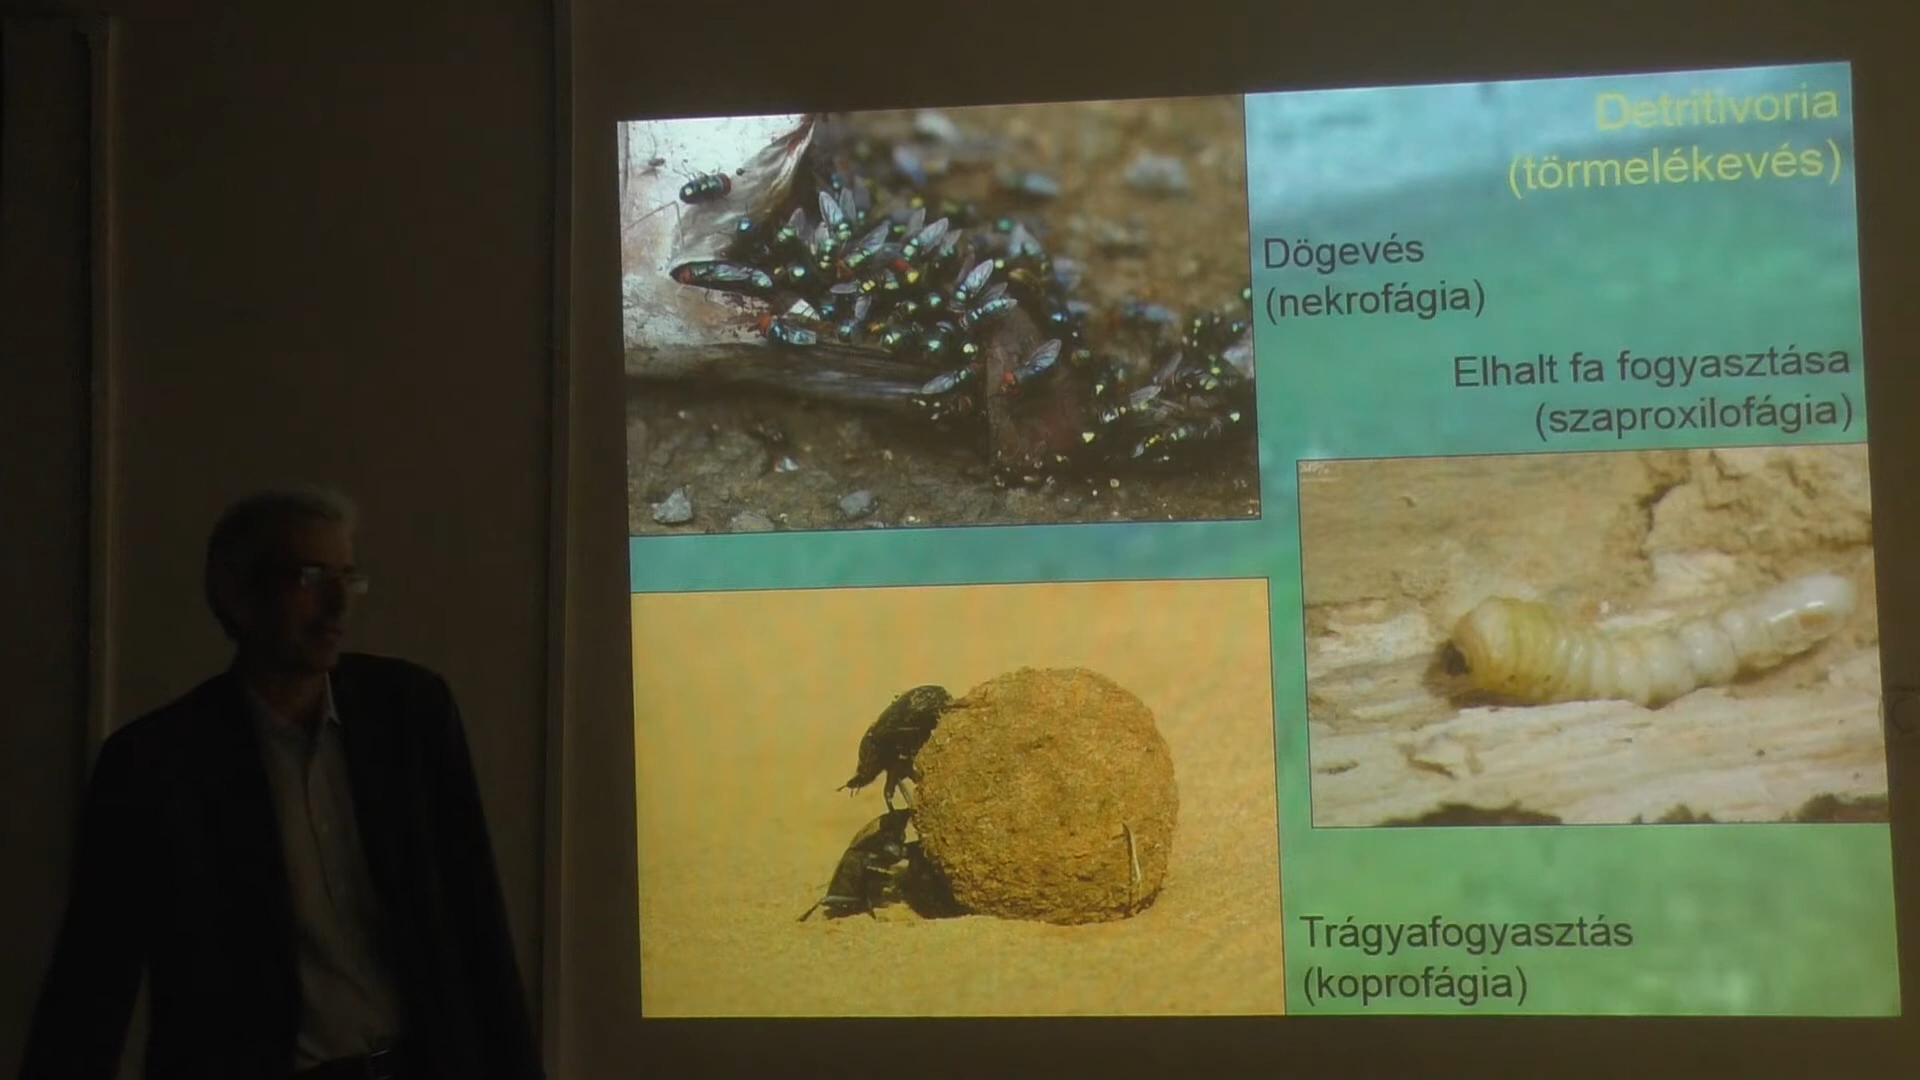 Detritivoria
(törmelékevés)
Dögevés
(nekrofágia)
Elhalt fa fogyasztása
(szaproxilofágia)
Trágyafogyasztás
(koprofágia)